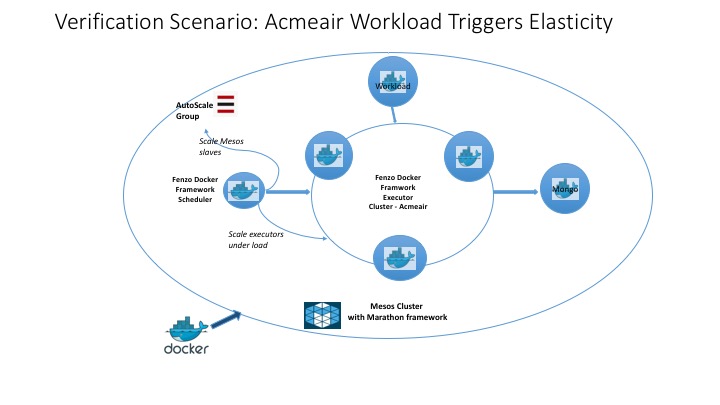 Verification Scenario: Acmeair Workload Triggers Elasticity
Workload
AutoScale
Group
Scale Mesos
slaves
Fenzo Docker
Framework
Scheduler
Fenzo Docker
Framwork
Executor
Cluster - Acmeair
Mongo
Scale executors
under load
Mesos Cluster
with Marathon framework
docker